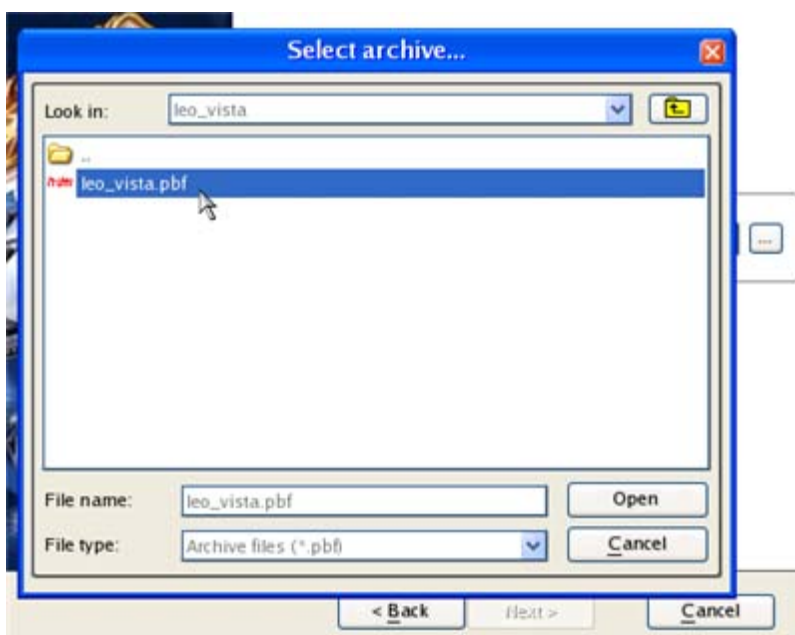 Select archive...
Look in: leo_vista
..
leo_vista.pbf
...
File name: leo_vista.pbf Open
File type: Archive files (*.pbf) Cancel
< Back Next > Cancel